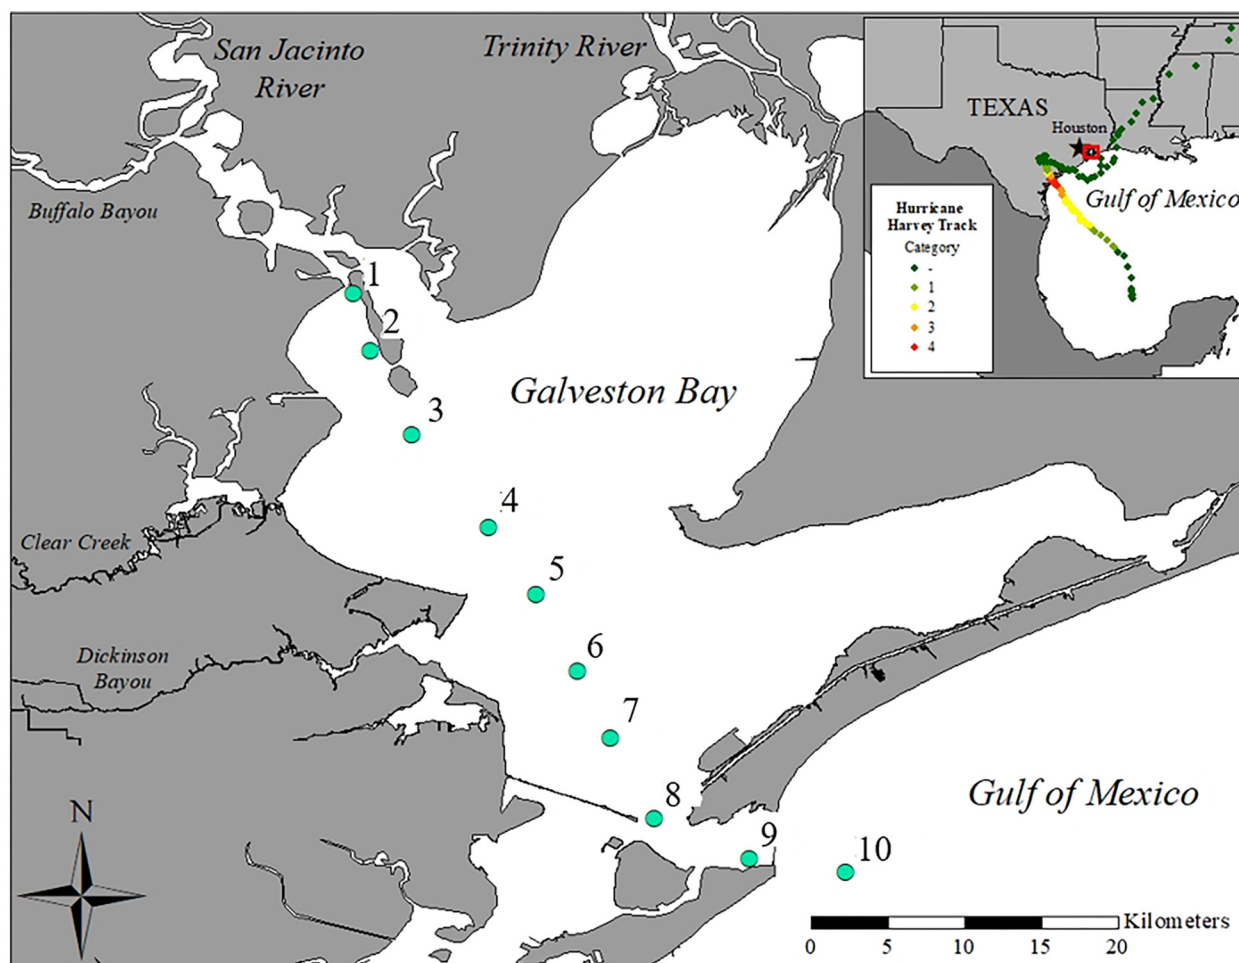 San Jacinto
River
Trinity River
Buffalo Bayou
TEXAS
Houston
Gulf of Mexico
Hurricane
Harvey Track
Category
-
1
2
3
4
1
2
Galveston Bay
3
4
Clear Creek
5
Dickinson
Bayou
6
7
Gulf of Mexico
8
9
10
N
Kilometers
0 5 10 15 20